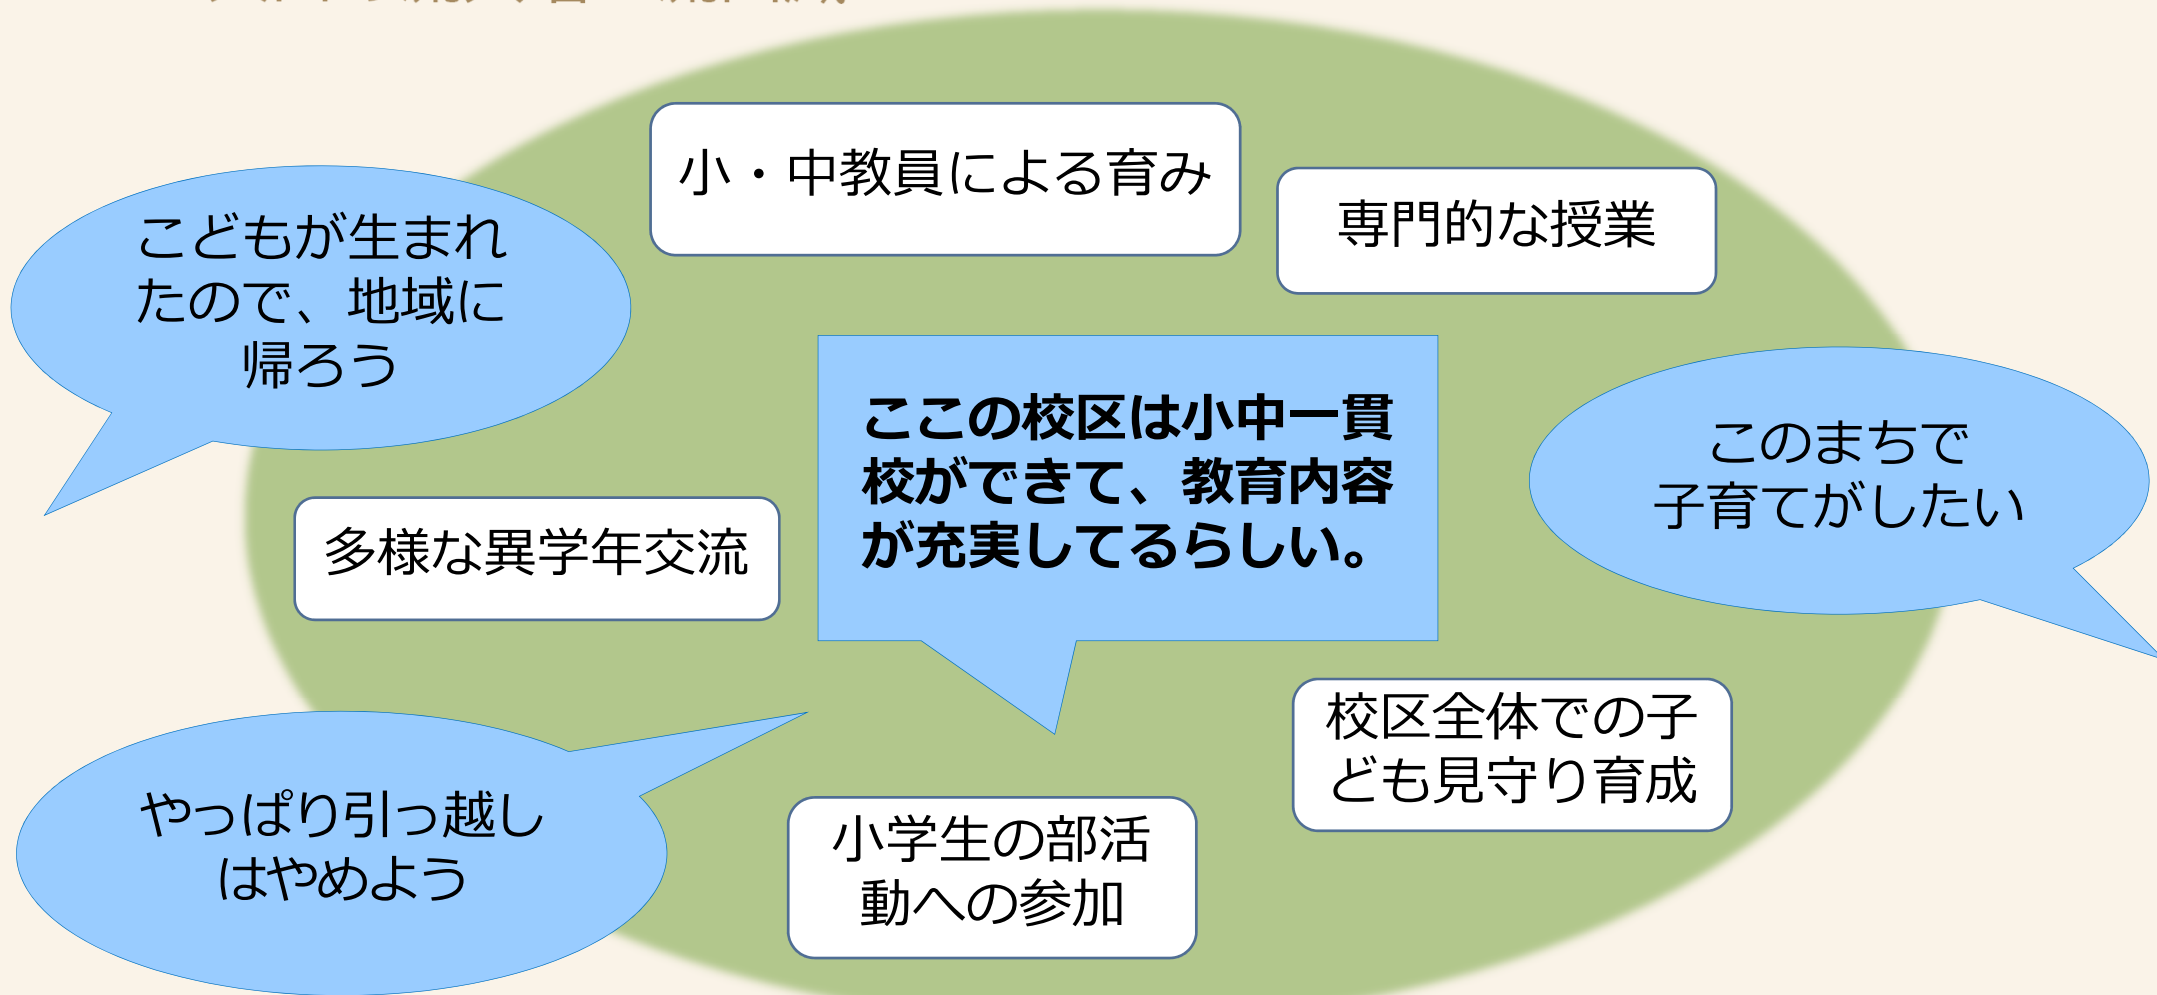 小・中教員による育み
専門的な授業
こどもが生まれ
たので、地域に
帰ろう
ここの校区は小中一貫
校ができて、教育内容
が充実してるらしい。
このまちで
子育てがしたい
多様な異学年交流
校区全体での子
ども見守り育成
やっぱり引っ越し
はやめよう
小学生の部活
動への参加